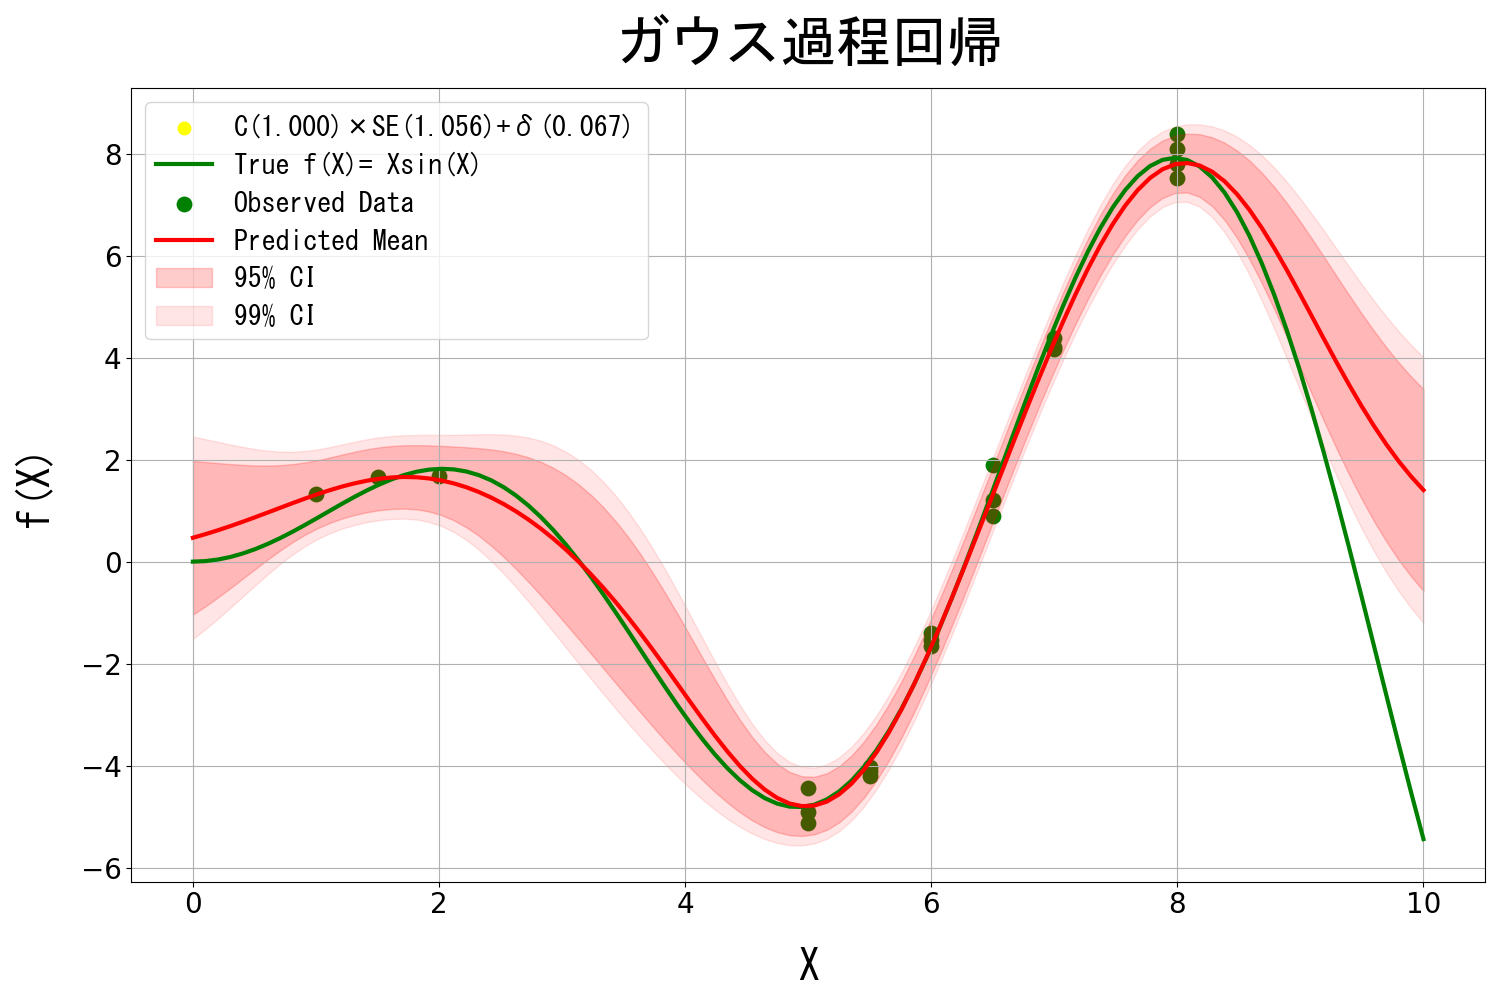 ガウス過程回帰
C(1.000)×SE(1.056)+δ(0.067)
True f(X)= Xsin(X)
Observed Data
Predicted Mean
95% CI
99% CI
f(X)
8
6
4
2
0
−2
−4
−6
0 2 4 6 8 10
X